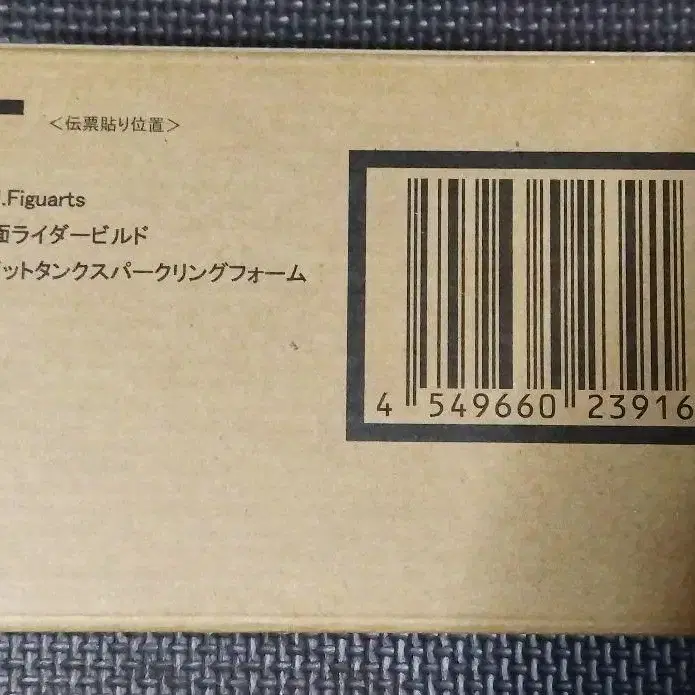 <伝票貼り位置>
.Figuarts
面ライダービルド
ットタンクスパークリングフォーム
4 549660 23916